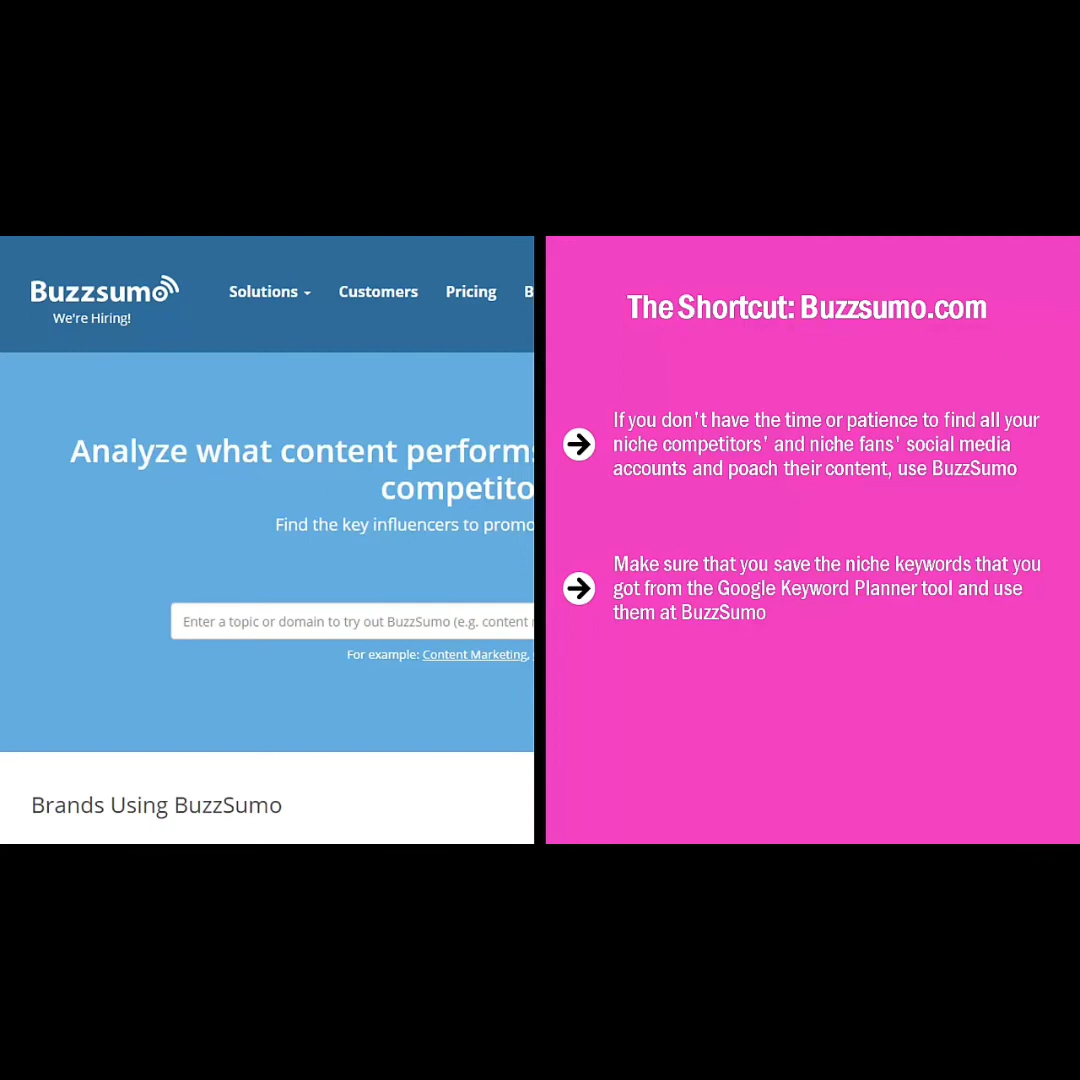 Buzzsumo
We're Hiring!
Solutions
Customers
Pricing
B
Analyze what content performs
competito
Find the key influencers to promo
Enter a topic or domain to try out BuzzSumo (e.g. content
For example: Content Marketing,
Brands Using BuzzSumo
The Shortcut: Buzzsumo.com
If you don't have the time or patience to find all your
niche competitors' and niche fans' social media
accounts and poach their content, use BuzzSumo
Make sure that you save the niche keywords that you
got from the Google Keyword Planner tool and use
them at BuzzSumo